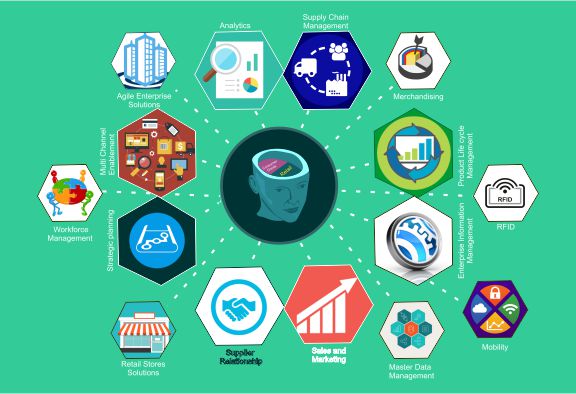 Analytics
Supply Chain
Management
Agile Enterprise
Solutions
Merchandising
Multi Channel
Enablement
Product Life cycle
Management
Retail
Workforce
Management
RFID
RFID
Strategic planning
Enterprise Information
Management
Retail Stores
Solutions
Supplier
Relationship
Sales and
Marketing
Master Data
Management
Mobility